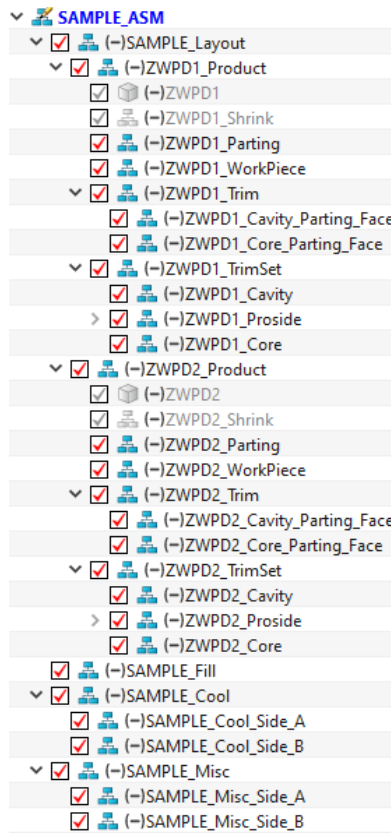 SAMPLE_ASM
(−)SAMPLE_Layout
(−)ZWPD1_Product
(−)ZWPD1
(−)ZWPD1_Shrink
(−)ZWPD1_Parting
(−)ZWPD1_WorkPiece
(−)ZWPD1_Trim
(−)ZWPD1_Cavity_Parting_Face
(−)ZWPD1_Core_Parting_Face
(−)ZWPD1_TrimSet
(−)ZWPD1_Cavity
(−)ZWPD1_Proside
(−)ZWPD1_Core
(−)ZWPD2_Product
(−)ZWPD2
(−)ZWPD2_Shrink
(−)ZWPD2_Parting
(−)ZWPD2_WorkPiece
(−)ZWPD2_Trim
(−)ZWPD2_Cavity_Parting_Face
(−)ZWPD2_Core_Parting_Face
(−)ZWPD2_TrimSet
(−)ZWPD2_Cavity
(−)ZWPD2_Proside
(−)ZWPD2_Core
(−)SAMPLE_Fill
(−)SAMPLE_Cool
(−)SAMPLE_Cool_Side_A
(−)SAMPLE_Cool_Side_B
(−)SAMPLE_Misc
(−)SAMPLE_Misc_Side_A
(−)SAMPLE_Misc_Side_B